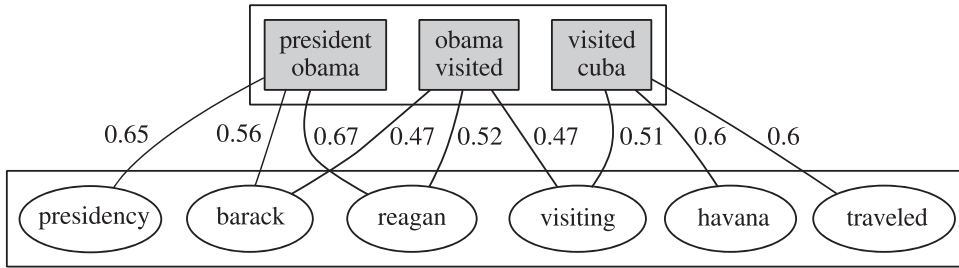 president obama visited visited
obama visited cuba
0.65 0.56 0.67 0.47 0.52 0.47 0.51 0.6 0.6
presidency barack reagan visiting havana traveled